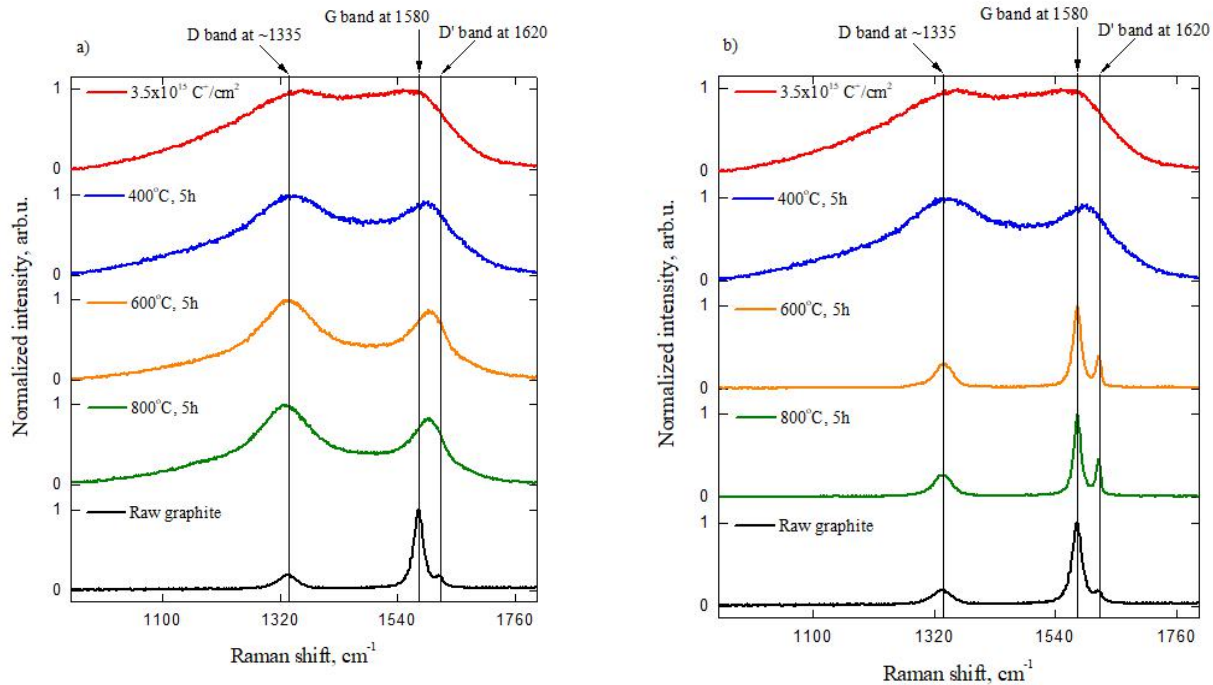 G band at 1580
D band at ~1335
D' band at 1620
a)
1
3.5x10¹⁵ C⁻/cm²
0
1
400°C, 5h
0
1
600°C, 5h
0
1
800°C, 5h
0
1
Raw graphite
0
Normalized intensity, arb.u.
1100 1320 1540 1760
Raman shift, cm⁻¹
G band at 1580
D band at ~1335
D' band at 1620
b)
1
3.5x10¹⁵ C⁻/cm²
0
1
400°C, 5h
0
1
600°C, 5h
0
1
800°C, 5h
0
1
Raw graphite
0
Normalized intensity, arb.u.
1100 1320 1540 1760
Raman shift, cm⁻¹